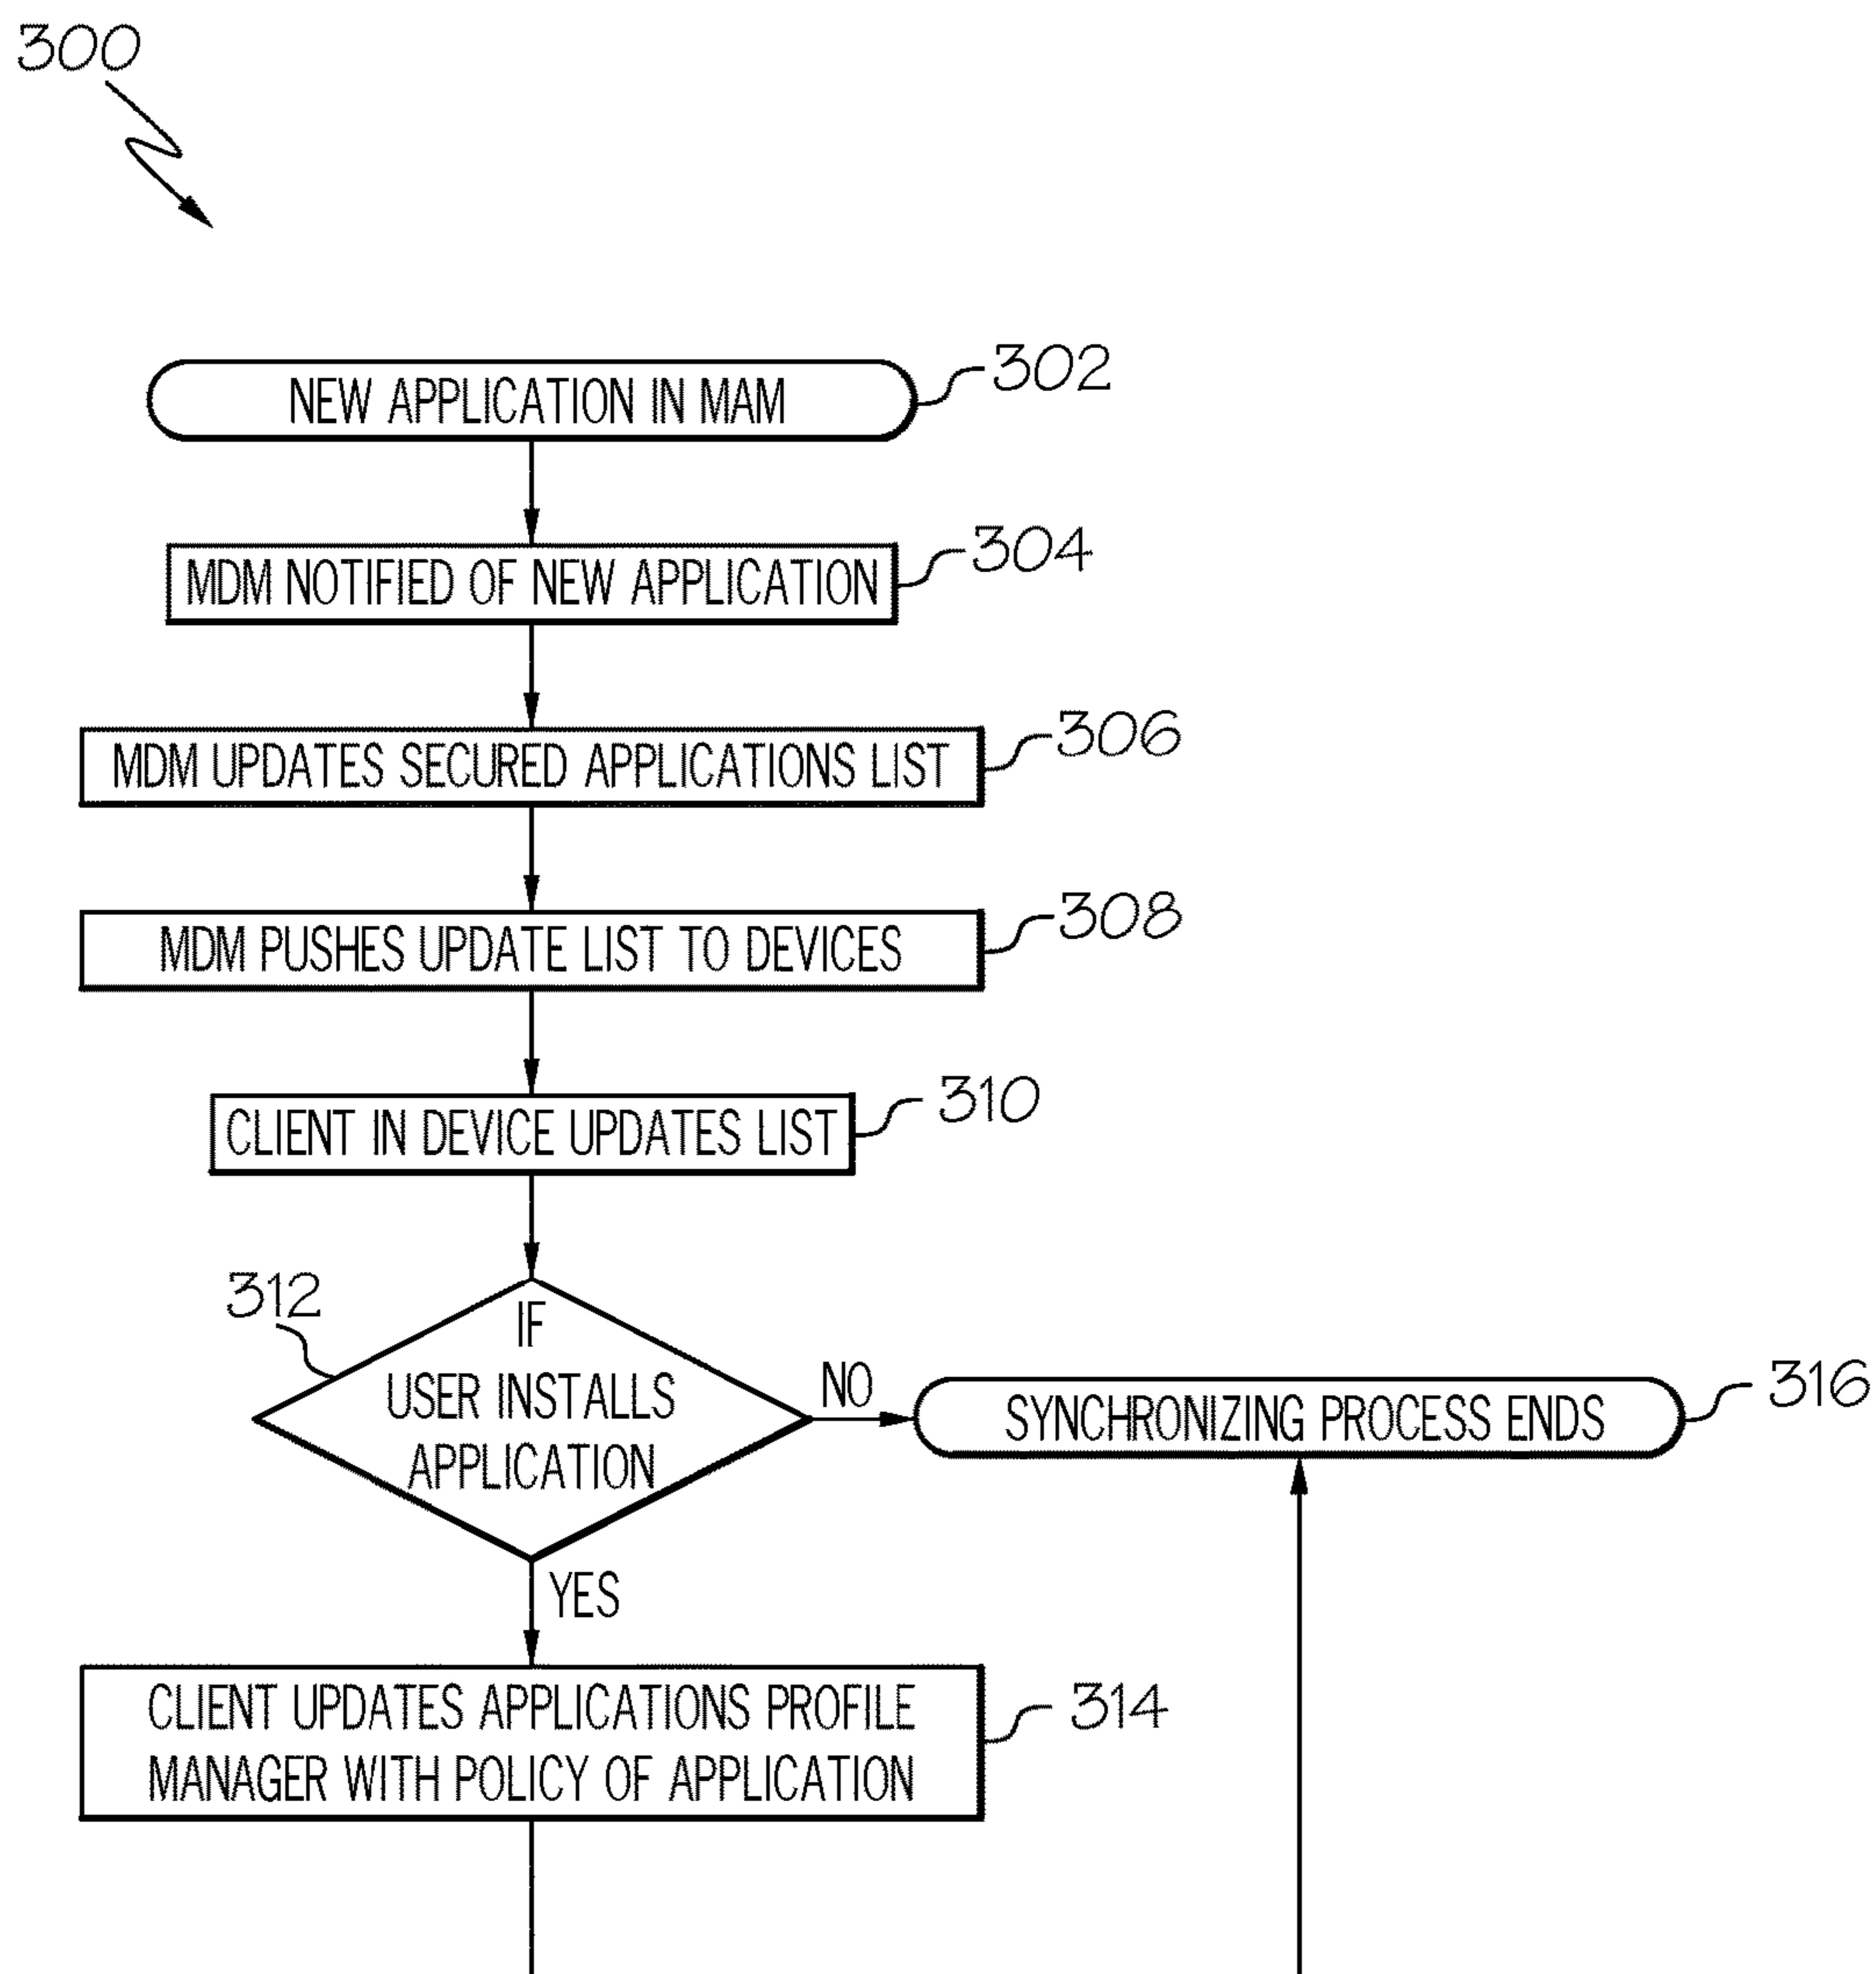 300
NEW APPLICATION IN MAM
302
MDM NOTIFIED OF NEW APPLICATION
304
MDM UPDATES SECURED APPLICATIONS LIST
306
MDM PUSHES UPDATE LIST TO DEVICES
308
CLIENT IN DEVICE UPDATES LIST
310
312
IF
USER INSTALLS
APPLICATION
NO
SYNCHRONIZING PROCESS ENDS
316
YES
CLIENT UPDATES APPLICATIONS PROFILE
MANAGER WITH POLICY OF APPLICATION
314